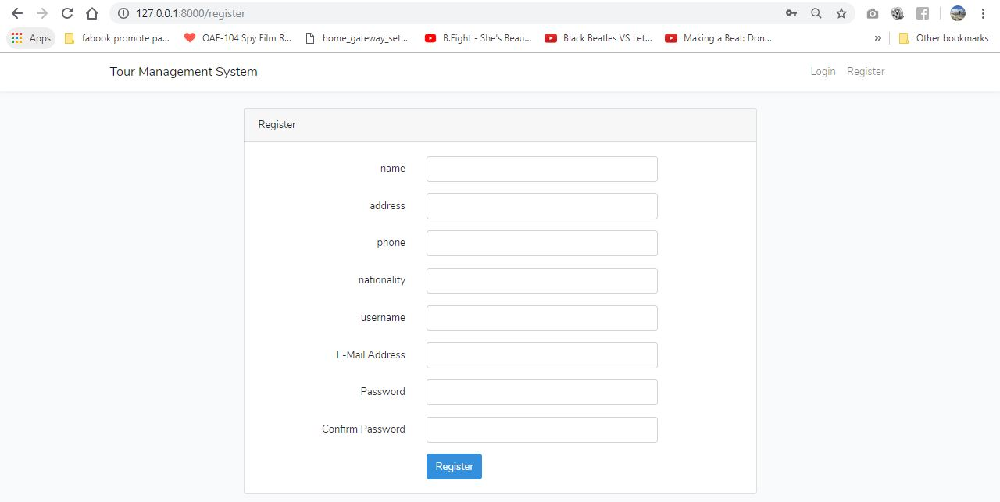 127.0.0.1:8000/register
Apps fabook promote pa... OAE-104 Spy Film R... home_gateway_set... B.Eight - She's Beau... Black Beatles VS Let... Making a Beat: Don... » Other bookmarks
Tour Management System Login Register
Register
name
address
phone
nationality
username
E-Mail Address
Password
Confirm Password
Register